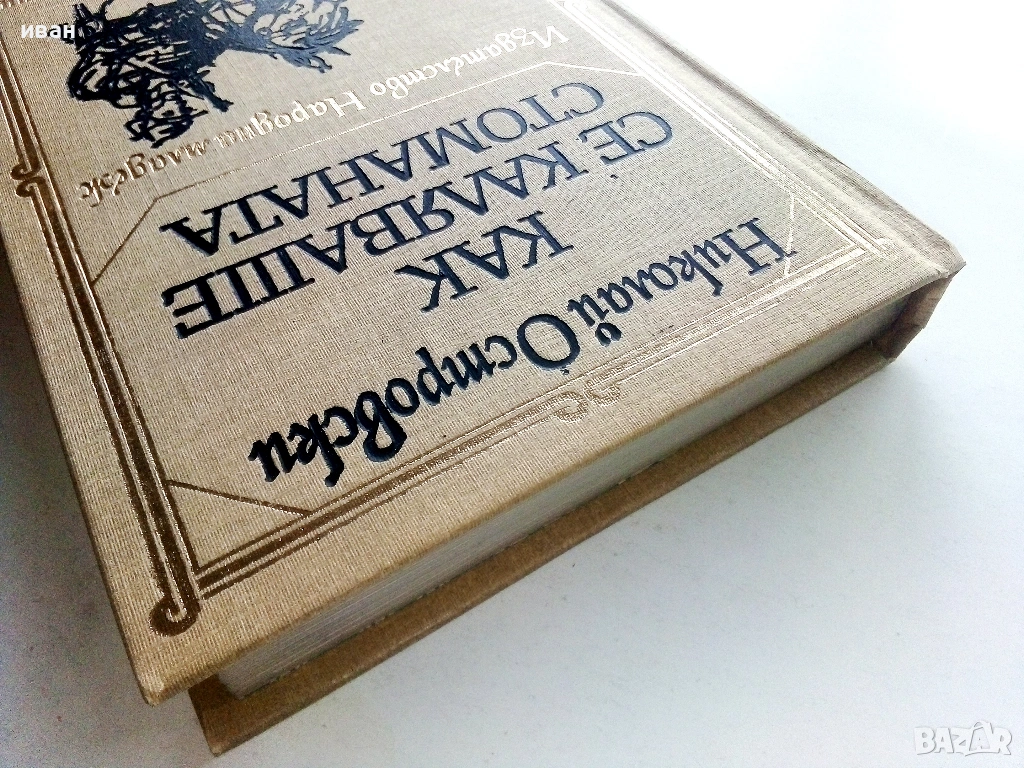 Николай Островски
КАК
СЕ КАЛЯВАШЕ
СТОМАНАТА
Издателство Народна младеж
иван
BAZAR